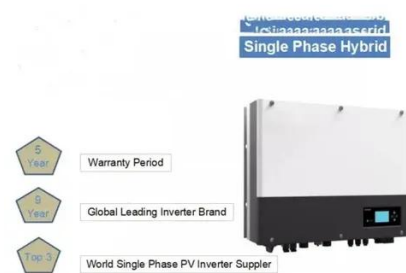 Single Phase Hybrid
5
Year
Warranty Period
9
Year
Global Leading Inverter Brand
Top 3
World Single Phase PV Inverter Suppler